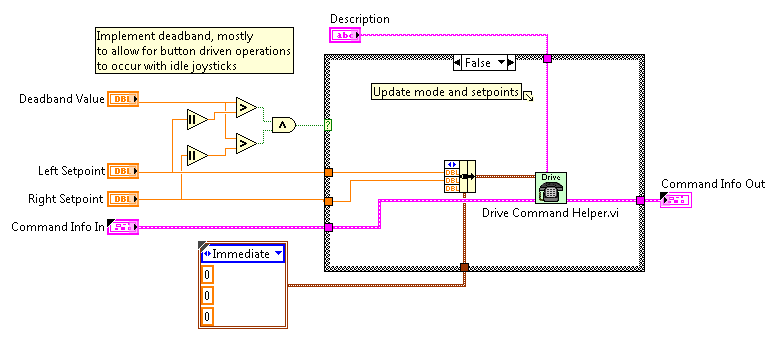 Description
abc
Implement deadband, mostly
to allow for button driven operations
to occur with idle joysticks
False
Update mode and setpoints
Deadband Value
DBL
>
>
?
Left Setpoint
DBL
DBL
DBL
DBL
Drive
Right Setpoint
DBL
Command Info Out
Drive Command Helper.vi
Command Info In
Immediate
0
0
0